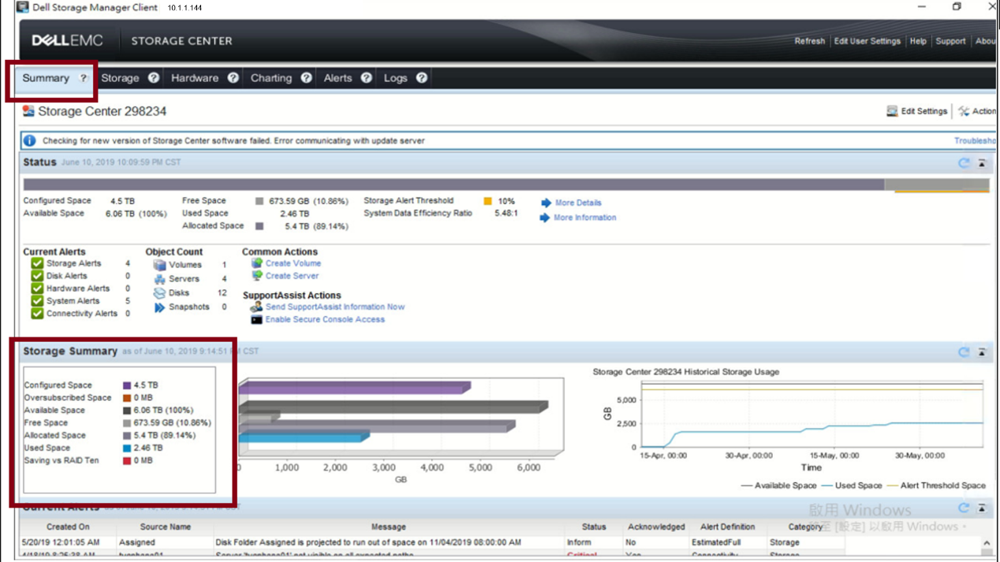 Dell Storage Manager Client 10.1.1.144
DELLEMC STORAGE CENTER
Refresh Edit User Settings Help Support Abou
Summary ? Storage ? Hardware ? Charting ? Alerts ? Logs ?
Storage Center 298234
Edit Settings Action
Checking for new version of Storage Center software failed. Error communicating with update server
Troublesho
Status June 10, 2019 10:09:59 PM CST
Configured Space 4.5 TB Free Space 673.59 GB (10.86%) Storage Alert Threshold 10% More Details
Available Space 6.06 TB (100%) Used Space 2.46 TB System Data Efficiency Ratio 5.48:1 More Information
Allocated Space 5.4 TB (89.14%)
Current Alerts Object Count Common Actions
Storage Alerts 4 Volumes 1 Create Volume
Disk Alerts 0 Servers 4 Create Server
Hardware Alerts 0 Disks 12 SupportAssist Actions
System Alerts 5 Snapshots 0 Send SupportAssist Information Now
Connectivity Alerts 0 Enable Secure Console Access
Storage Summary as of June 10, 2019 9:14:51 PM CST
Configured Space 4.5 TB
Oversubscribed Space 0 MB
Available Space 6.06 TB (100%)
Free Space 673.59 GB (10.86%)
Allocated Space 5.4 TB (89.14%)
Used Space 2.46 TB
Saving vs RAID Ten 0 MB
0 1,000 2,000 3,000 4,000 5,000 6,000
GB
Storage Center 298234 Historical Storage Usage
GB
5,000
2,500
0
15-Apr, 00:00 30-Apr, 00:00 15-May, 00:00 30-May, 00:00
Time
Available Space Used Space Alert Threshold Space
Current Alerts
啟用 Windows
[設定] 以啟用 Windows。
Created On Source Name Message Status Acknowledged Alert Definition Category
5/20/19 12:01:05 AM Assigned Disk Folder Assigned is projected to run out of space on 11/04/2019 08:00:00 AM Inform No EstimatedFull Storage